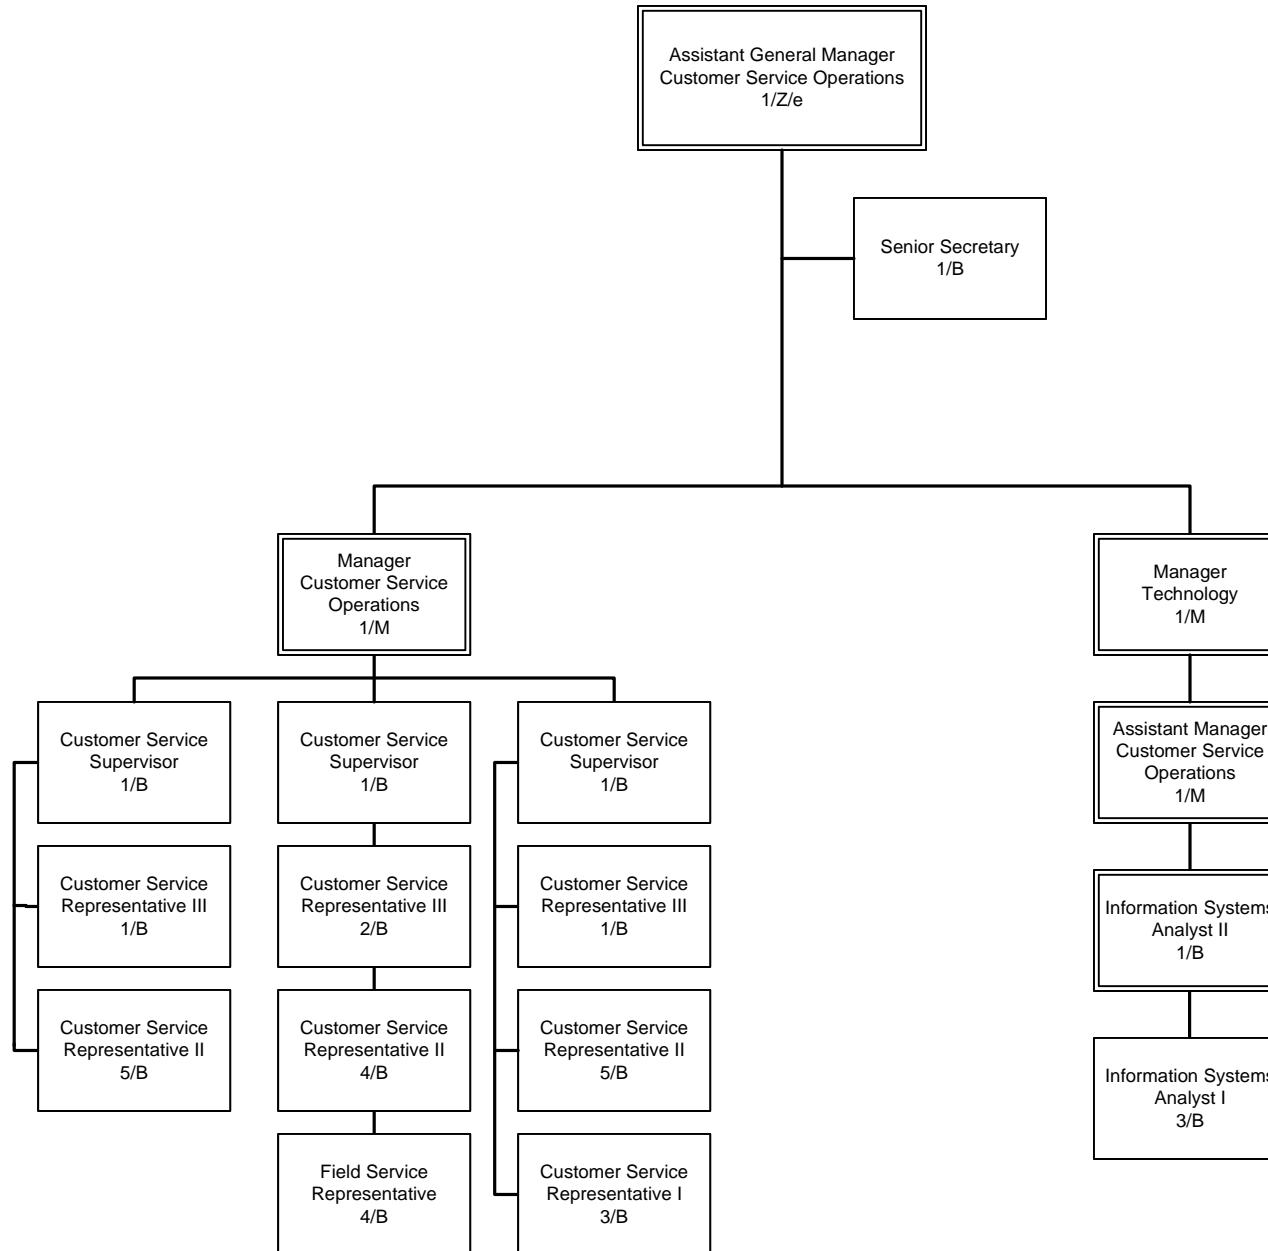 Assistant General Manager
Customer Service Operations
1/Z/e
Senior Secretary
1/B
Manager
Customer Service
Operations
1/M
Manager
Technology
1/M
Customer Service
Supervisor
1/B
Customer Service
Supervisor
1/B
Customer Service
Supervisor
1/B
Assistant Manager
Customer Service
Operations
1/M
Customer Service
Representative III
1/B
Customer Service
Representative III
2/B
Customer Service
Representative III
1/B
Information Systems
Analyst II
1/B
Customer Service
Representative II
5/B
Customer Service
Representative II
4/B
Customer Service
Representative II
5/B
Information Systems
Analyst I
3/B
Field Service
Representative
4/B
Customer Service
Representative I
3/B